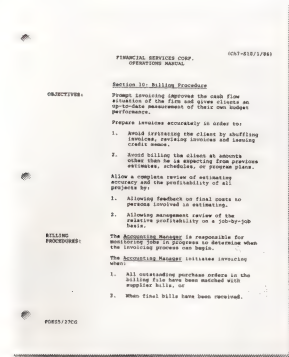 (Ch7-S10/1/86)
FINANCIAL SERVICES CORP.
OPERATIONS MANUAL
Section 10: Billing Procedure
OBJECTIVES: Prompt invoicing improves the cash flow
situation of the firm and gives clients an
up-to-date measurement of their own budget
performance.
Prepare invoices accurately in order to:
1. Avoid irritating the client by shuffling
invoices, revising invoices and issuing
credit memos.
2. Avoid billing the client at amounts
other than he is expecting from previous
estimates, schedules, or progress plans.
Allow a complete review of estimating
accuracy and the profitability of all
projects by:
1. Allowing feedback on final costs to
persons involved in estimating.
2. Allowing management review of the
relative profitability on a job-by-job
basis.
BILLING The Accounting Manager is responsible for
PROCEDURES: monitoring jobs in progress to determine when
the invoicing process can begin.
The Accounting Manager initiates invoicing
when:
1. All outstanding purchase orders in the
billing file have been matched with
supplier bills, or
2. When final bills have been received.